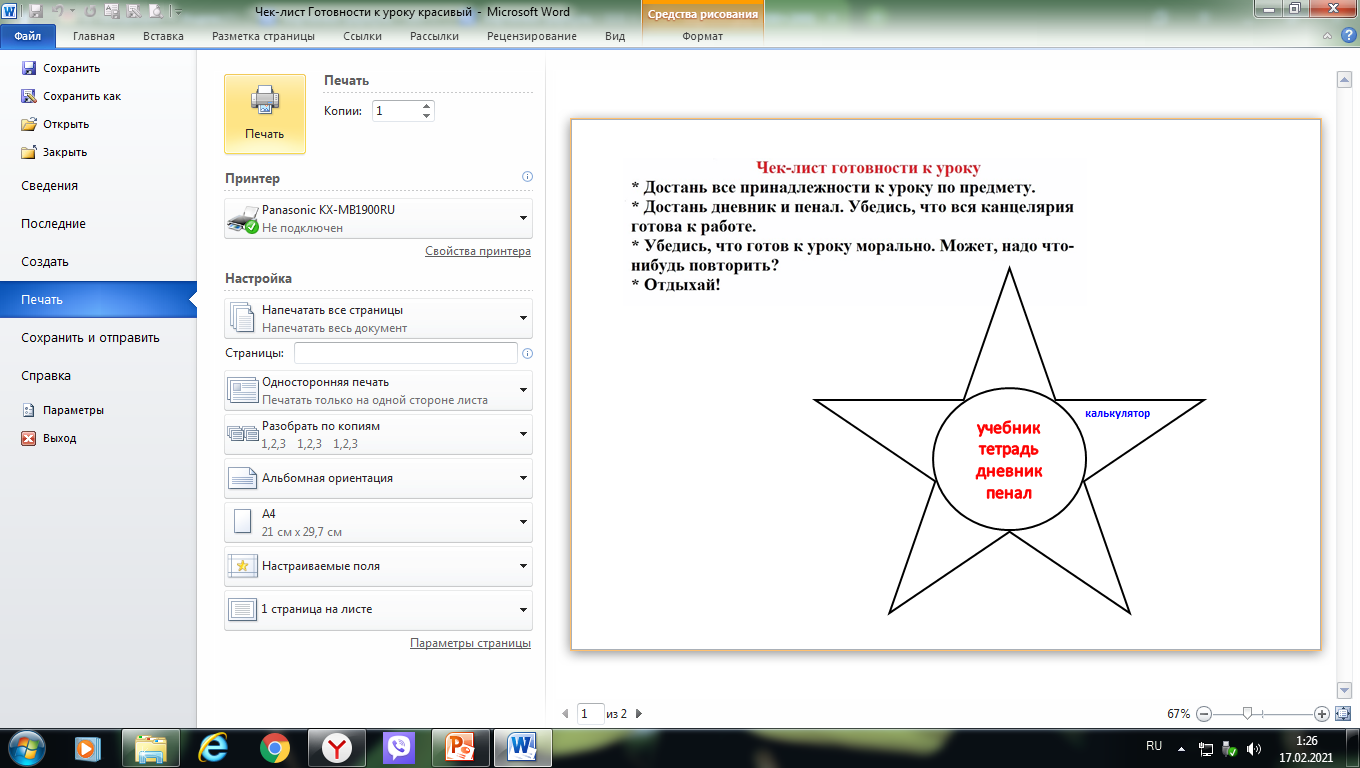 Чек-лист Готовности к уроку красивый - Microsoft Word
Средства рисования
Файл
Главная
Вставка
Разметка страницы
Ссылки
Рассылки
Рецензирование
Вид
Формат
Сохранить
Сохранить как
Открыть
Закрыть
Сведения
Последние
Создать
Печать
Сохранить и отправить
Справка
Параметры
Выход
Печать
Печать
Копии: 1
Принтер
Panasonic KX-MB1900RU
Не подключен
Свойства принтера
Настройка
Напечатать все страницы
Напечатать весь документ
Страницы:
Односторонняя печать
Печатать только на одной стороне листа
Разобрать по копиям
1,2,3 1,2,3 1,2,3
Альбомная ориентация
A4
21 см x 29,7 см
Настраиваемые поля
1 страница на листе
Параметры страницы
Чек-лист готовности к уроку
* Достань все принадлежности к уроку по предмету.
* Достань дневник и пенал. Убедись, что вся канцелярия
готова к работе.
* Убедись, что готов к уроку морально. Может, надо что-
нибудь повторить?
* Отдыхай!
калькулятор
учебник
тетрадь
дневник
пенал
1 из 2
67%
RU
1:26
17.02.2021